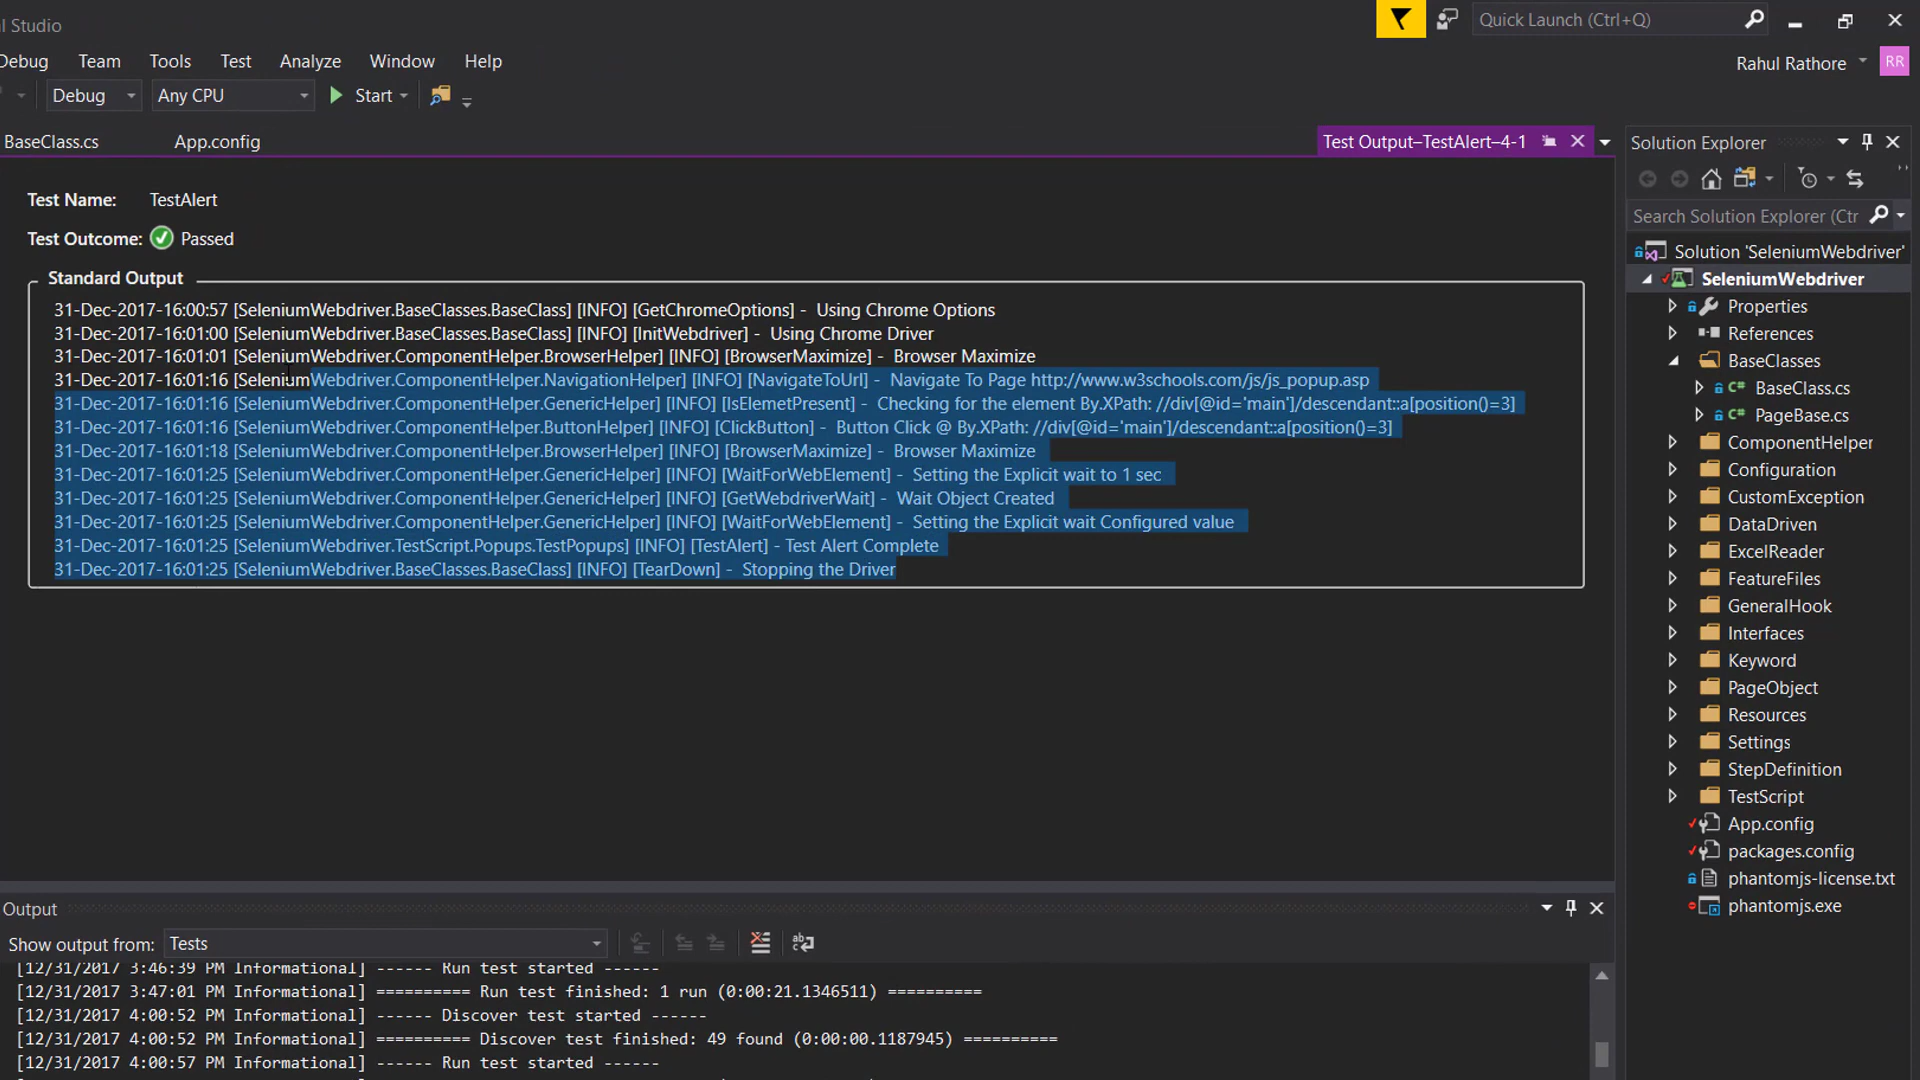 l Studio
Quick Launch (Ctrl+Q)
Debug Team Tools Test Analyze Window Help
Rahul Rathore RR
Debug Any CPU Start
BaseClass.cs App.config Test Output–TestAlert–4-1
Test Name: TestAlert
Test Outcome: Passed
Standard Output
31-Dec-2017-16:00:57 [SeleniumWebdriver.BaseClasses.BaseClass] [INFO] [GetChromeOptions] - Using Chrome Options
31-Dec-2017-16:01:00 [SeleniumWebdriver.BaseClasses.BaseClass] [INFO] [InitWebdriver] - Using Chrome Driver
31-Dec-2017-16:01:01 [SeleniumWebdriver.ComponentHelper.BrowserHelper] [INFO] [BrowserMaximize] - Browser Maximize
31-Dec-2017-16:01:16 [SeleniumWebdriver.ComponentHelper.NavigationHelper] [INFO] [NavigateToUrl] - Navigate To Page http://www.w3schools.com/js/js_popup.asp
31-Dec-2017-16:01:16 [SeleniumWebdriver.ComponentHelper.GenericHelper] [INFO] [IsElemetPresent] - Checking for the element By.XPath: //div[@id='main']/descendant::a[position()=3]
31-Dec-2017-16:01:16 [SeleniumWebdriver.ComponentHelper.ButtonHelper] [INFO] [ClickButton] - Button Click @ By.XPath: //div[@id='main']/descendant::a[position()=3]
31-Dec-2017-16:01:18 [SeleniumWebdriver.ComponentHelper.BrowserHelper] [INFO] [BrowserMaximize] - Browser Maximize
31-Dec-2017-16:01:25 [SeleniumWebdriver.ComponentHelper.GenericHelper] [INFO] [WaitForWebElement] - Setting the Explicit wait to 1 sec
31-Dec-2017-16:01:25 [SeleniumWebdriver.ComponentHelper.GenericHelper] [INFO] [GetWebdriverWait] - Wait Object Created
31-Dec-2017-16:01:25 [SeleniumWebdriver.ComponentHelper.GenericHelper] [INFO] [WaitForWebElement] - Setting the Explicit wait Configured value
31-Dec-2017-16:01:25 [SeleniumWebdriver.TestScript.Popups.TestPopups] [INFO] [TestAlert] - Test Alert Complete
31-Dec-2017-16:01:25 [SeleniumWebdriver.BaseClasses.BaseClass] [INFO] [TearDown] - Stopping the Driver
Output
Show output from: Tests
[12/31/2017 3:46:39 PM Informational] ------ Run test started ------
[12/31/2017 3:47:01 PM Informational] ========== Run test finished: 1 run (0:00:21.1346511) ==========
[12/31/2017 4:00:52 PM Informational] ------ Discover test started ------
[12/31/2017 4:00:52 PM Informational] ========== Discover test finished: 49 found (0:00:00.1187945) ==========
[12/31/2017 4:00:57 PM Informational] ------ Run test started ------
Solution Explorer
Search Solution Explorer (Ctr
Solution 'SeleniumWebdriver'
SeleniumWebdriver
Properties
References
BaseClasses
C# BaseClass.cs
C# PageBase.cs
ComponentHelper
Configuration
CustomException
DataDriven
ExcelReader
FeatureFiles
GeneralHook
Interfaces
Keyword
PageObject
Resources
Settings
StepDefinition
TestScript
App.config
packages.config
phantomjs-license.txt
phantomjs.exe